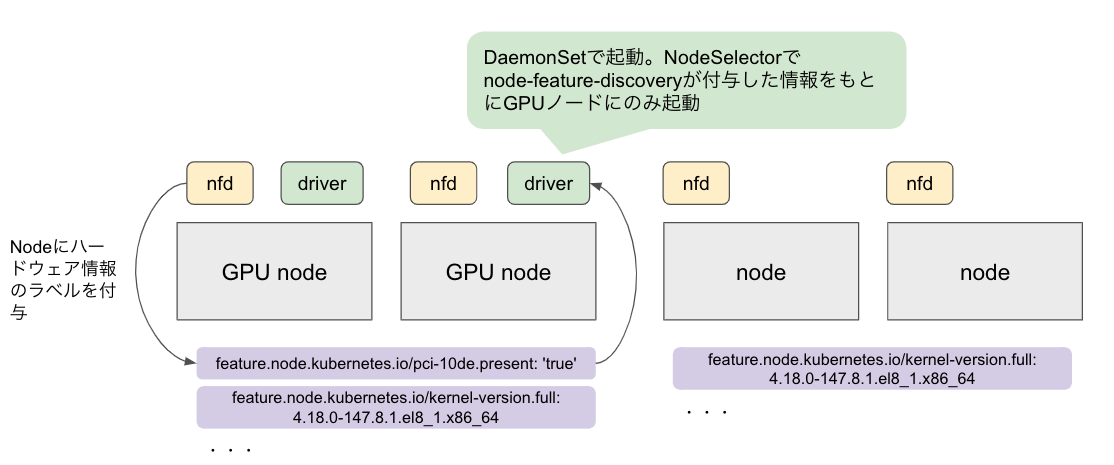 DaemonSetで起動。NodeSelectorで
node-feature-discoveryが付与した情報をもと
にGPUノードにのみ起動
nfd
driver
nfd
driver
nfd
nfd
Nodeにハー
ドウェア情報
のラベルを付
与
GPU node
GPU node
node
node
feature.node.kubernetes.io/pci-10de.present: 'true'
feature.node.kubernetes.io/kernel-version.full:
4.18.0-147.8.1.el8_1.x86_64
・・・
feature.node.kubernetes.io/kernel-version.full:
4.18.0-147.8.1.el8_1.x86_64
・・・